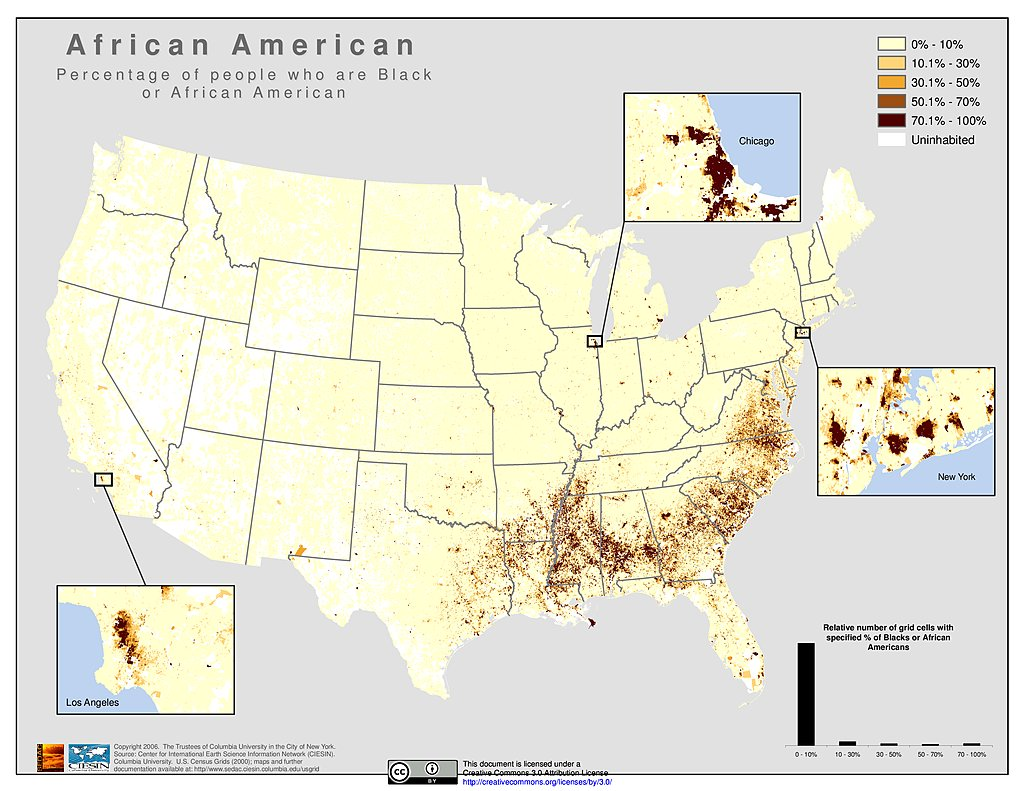 African American
Percentage of people who are Black
or African American
0% - 10%
10.1% - 30%
30.1% - 50%
50.1% - 70%
70.1% - 100%
Uninhabited
Chicago
New York
Los Angeles
Relative number of grid cells with
specified % of Blacks or African
Americans
0 - 10%
10 - 30%
30 - 50%
50 - 70%
70 - 100%
CIESIN
Copyright 2006. The Trustees of Columbia University in the City of New York.
Source: Center for International Earth Science Information Network (CIESIN).
Columbia University. U.S. Census Grids (2000); maps and further
documentation available at: http://www.sedac.ciesin.columbia.edu/usgrid
cc
BY
This document is licensed under a
Creative Commons 3.0 Attribution License
http://creativecommons.org/licenses/by/3.0/